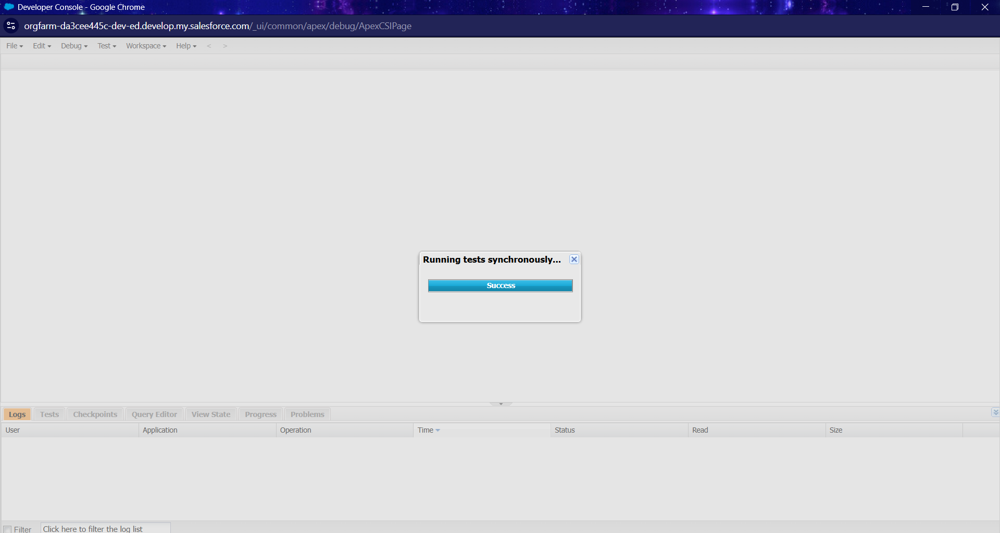 Developer Console - Google Chrome
orgfarm-da3cee445c-dev-ed.develop.my.salesforce.com/_ui/common/apex/debug/ApexCSIPage
File Edit Debug Test Workspace Help < >
Running tests synchronously...
Success
Logs Tests Checkpoints Query Editor View State Progress Problems
User Application Operation Time Status Read Size
Filter Click here to filter the log list